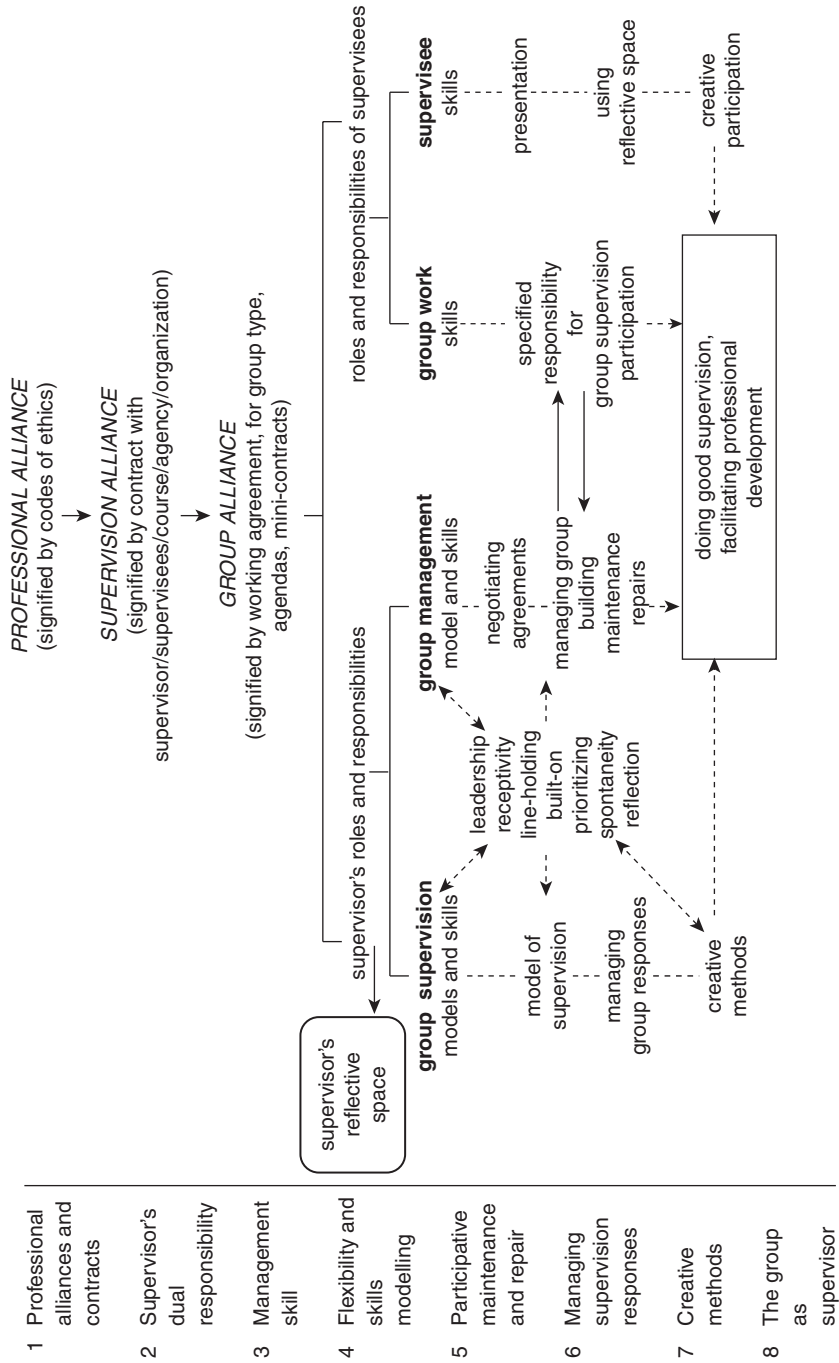 1 Professional
alliances and
contracts
2 Supervisor's
dual
responsibility
3 Management
skill
4 Flexibility and
skills
modelling
5 Participative
maintenance
and repair
6 Managing
supervision
responses
7 Creative
methods
8 The group
as
supervisor
PROFESSIONAL ALLIANCE
(signified by codes of ethics)
SUPERVISION ALLIANCE
(signified by contract with
supervisor/supervisees/course/agency/organization)
GROUP ALLIANCE
(signified by working agreement, for group type,
agendas, mini-contracts)
supervisor's roles and responsibilities
roles and responsibilities of supervisees
supervisor's
reflective
space
group supervision
models and skills
model of
supervision
managing
group responses
creative
methods
leadership
receptivity
line-holding
built-on
prioritizing
spontaneity
reflection
group management
model and skills
negotiating
agreements
managing group
building
maintenance
repairs
group work
skills
specified
responsibility
for
group supervision
participation
supervisee
skills
presentation
using
reflective space
creative
participation
doing good supervision,
facilitating professional
development